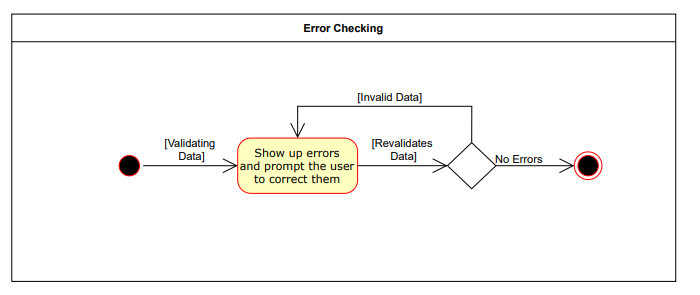 Error Checking
[Invalid Data]
[Validating
Data]
Show up errors
and prompt the user
to correct them
[Revalidates
Data]
No Errors